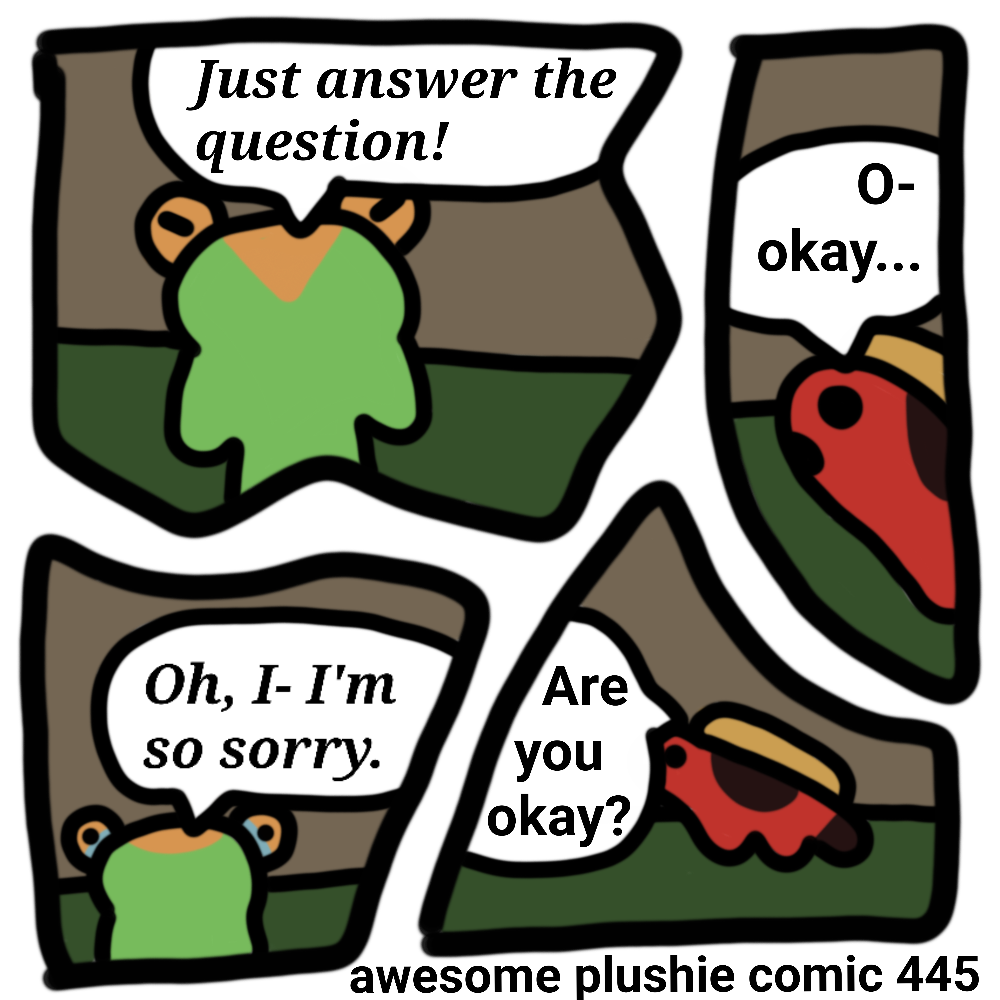 Just answer the
question!
O-
okay...
Oh, I- I'm
so sorry.
Are
you
okay?
awesome plushie comic 445